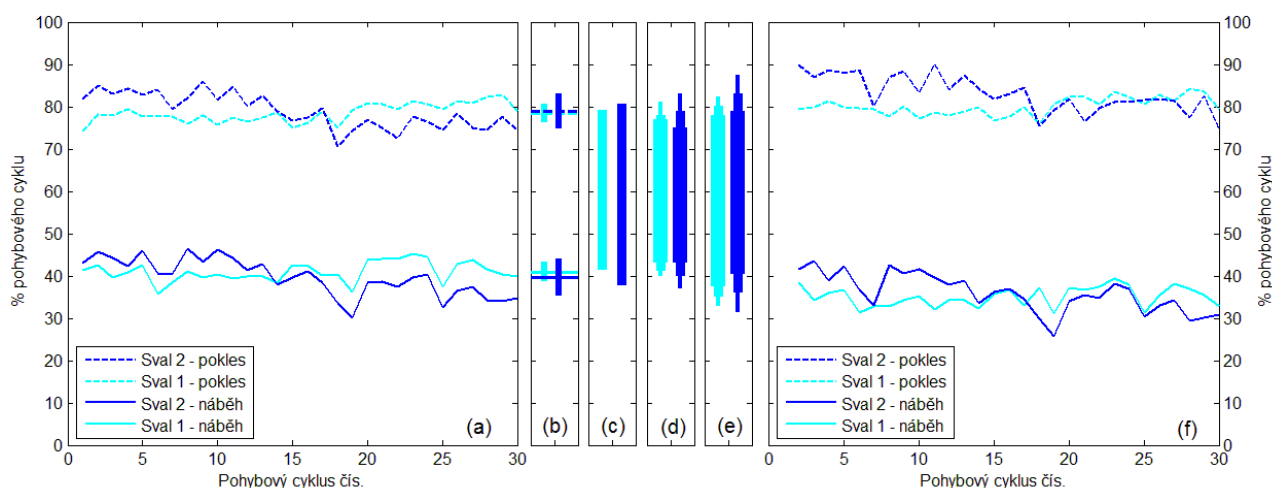 100
90
80
70
60
50
40
30
20
10
0
% pohybového cyklu
Sval 2 - pokles
Sval 1 - pokles
Sval 2 - náběh
Sval 1 - náběh
(a)
0 5 10 15 20 25 30
Pohybový cyklus čís.
(b)
(c)
(d)
(e)
Sval 2 - pokles
Sval 1 - pokles
Sval 2 - náběh
Sval 1 - náběh
(f)
0 5 10 15 20 25 30
Pohybový cyklus čís.
100
90
80
70
60
50
40
30
20
10
0
% pohybového cyklu